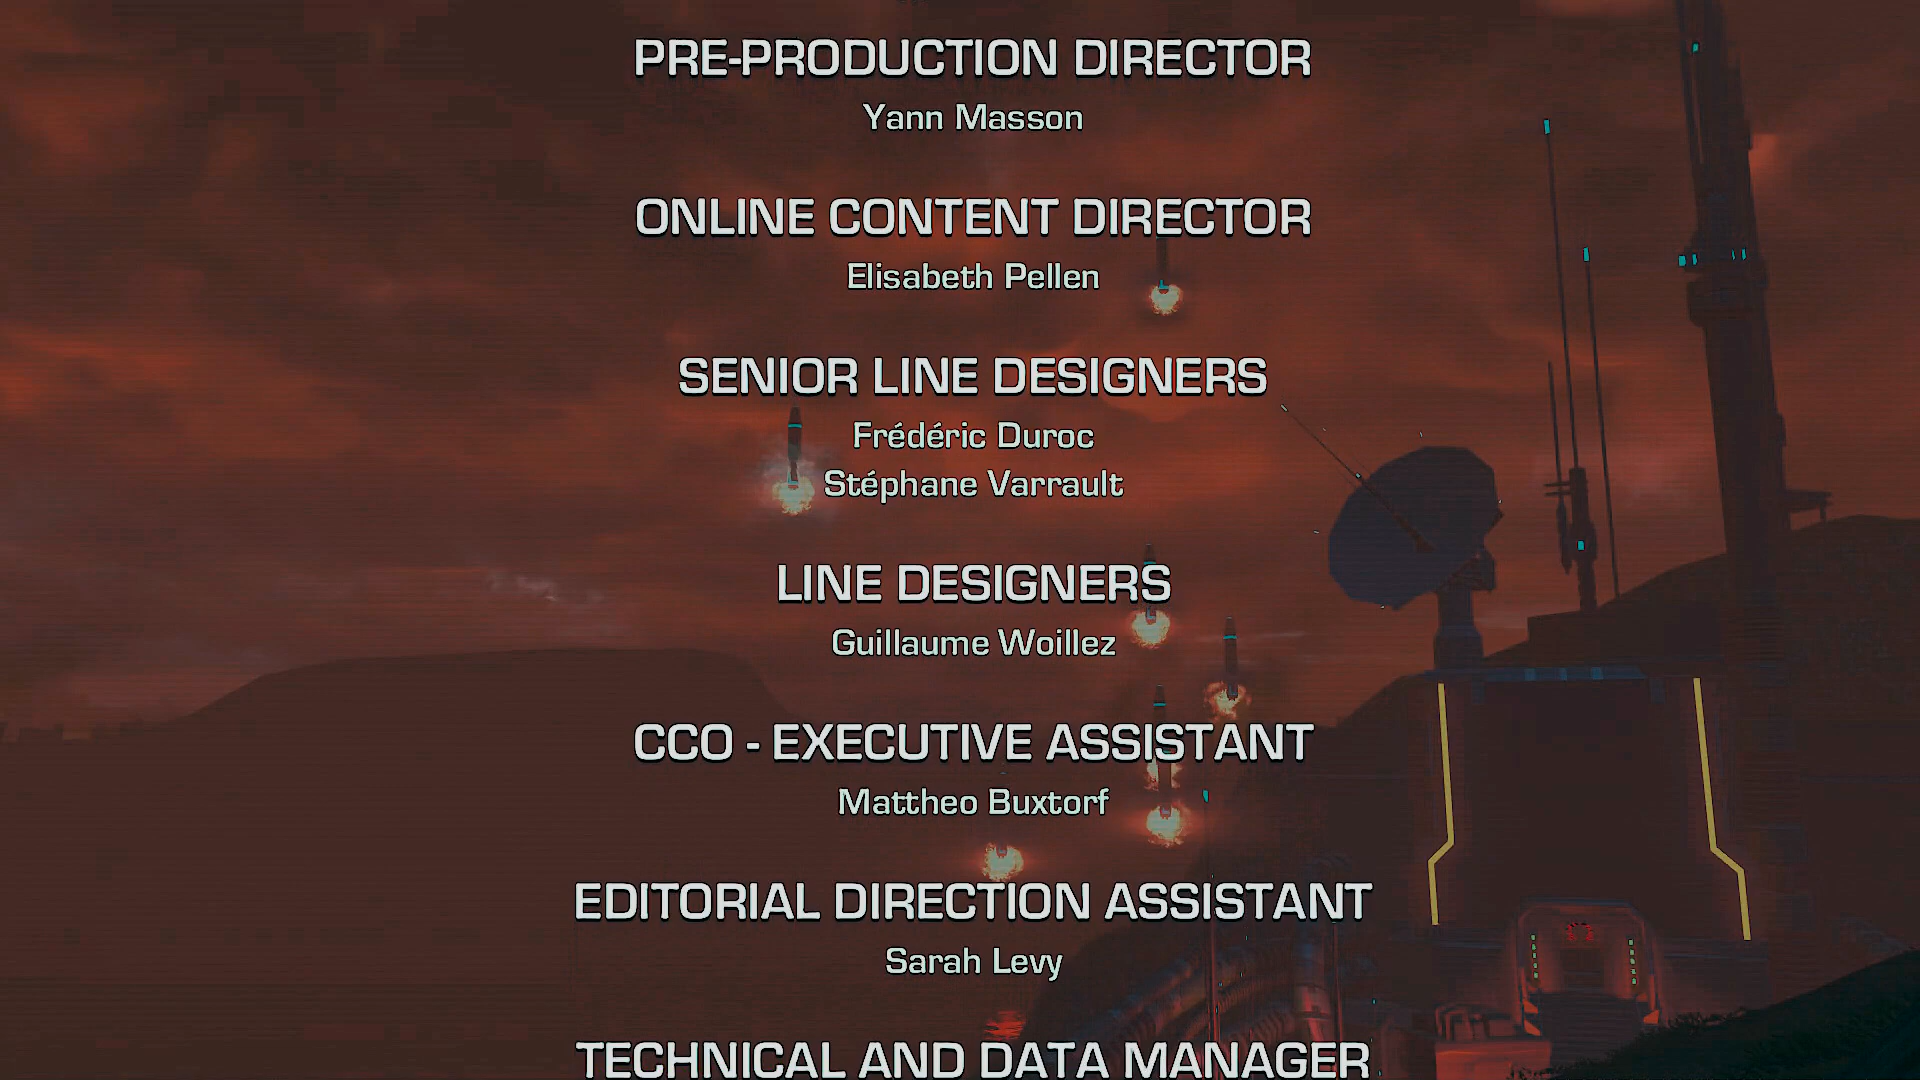 PRE-PRODUCTION DIRECTOR
Yann Masson
ONLINE CONTENT DIRECTOR
Elisabeth Pellen
SENIOR LINE DESIGNERS
Frédéric Duroc
Stéphane Varrault
LINE DESIGNERS
Guillaume Woillez
CCO - EXECUTIVE ASSISTANT
Mattheo Buxtorf
EDITORIAL DIRECTION ASSISTANT
Sarah Levy
TECHNICAL AND DATA MANAGER